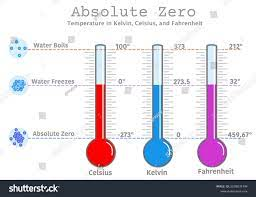 Absolute Zero
Temperature in Kelvin, Celsius, and Fahrenheit
Water Boils 100° 373 212°
Water Freezes 0° 273.5 32°
Absolute Zero -273° 0 -459.67°
Celsius Kelvin Fahrenheit
shutterstock